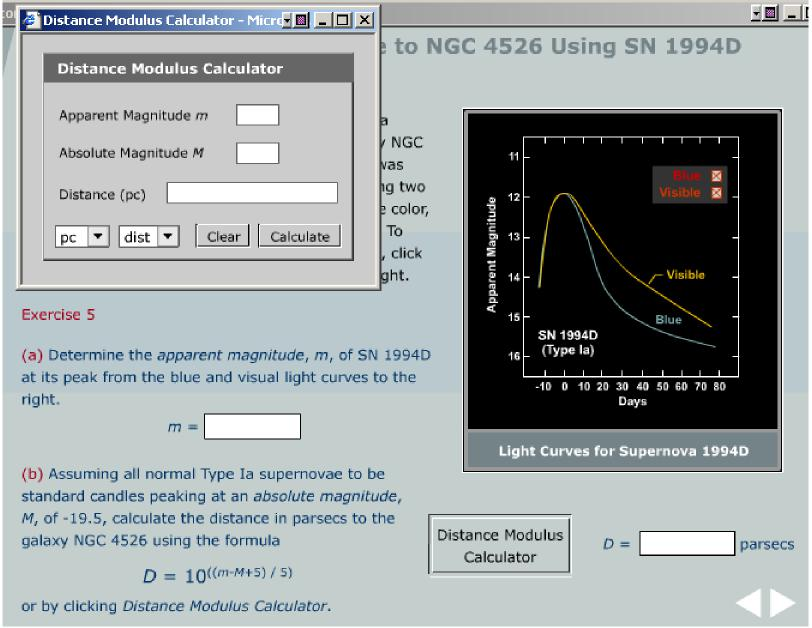 Distance Modulus Calculator - Micro
e to NGC 4526 Using SN 1994D
Distance Modulus Calculator
Apparent Magnitude m
Absolute Magnitude M
Distance (pc)
pc
dist
Clear
Calculate
a
NGC
was
ng two
e color,
To
, click
ght.
11
12
13
14
15
16
Apparent Magnitude
Blue
Visible
Visible
Blue
SN 1994D
(Type Ia)
-10 0 10 20 30 40 50 60 70 80
Days
Light Curves for Supernova 1994D
Exercise 5
(a) Determine the apparent magnitude, m, of SN 1994D
at its peak from the blue and visual light curves to the
right.
m =
(b) Assuming all normal Type Ia supernovae to be
standard candles peaking at an absolute magnitude,
M, of -19.5, calculate the distance in parsecs to the
galaxy NGC 4526 using the formula
D = 10((m-M+5) / 5)
or by clicking Distance Modulus Calculator.
Distance Modulus
Calculator
D =
parsecs